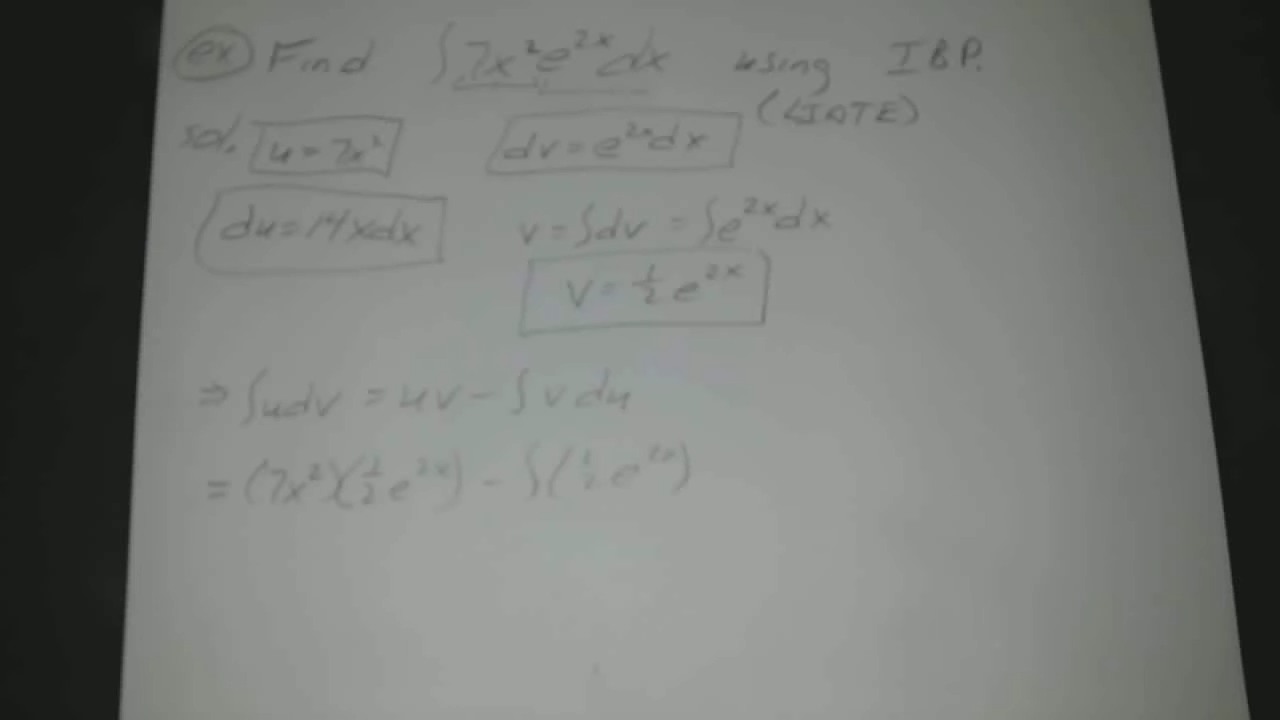 ex Find ∫7x²e^{2x}dx using IBP.
(LIATE)
sol. u = 7x² dv = e^{2x}dx
du = 14xdx v = ∫dv = ∫e^{2x}dx
v = ½ e^{2x}
⇒ ∫udv = uv - ∫vdu
= (7x²)(½e^{2x}) - ∫(½e^{2x})